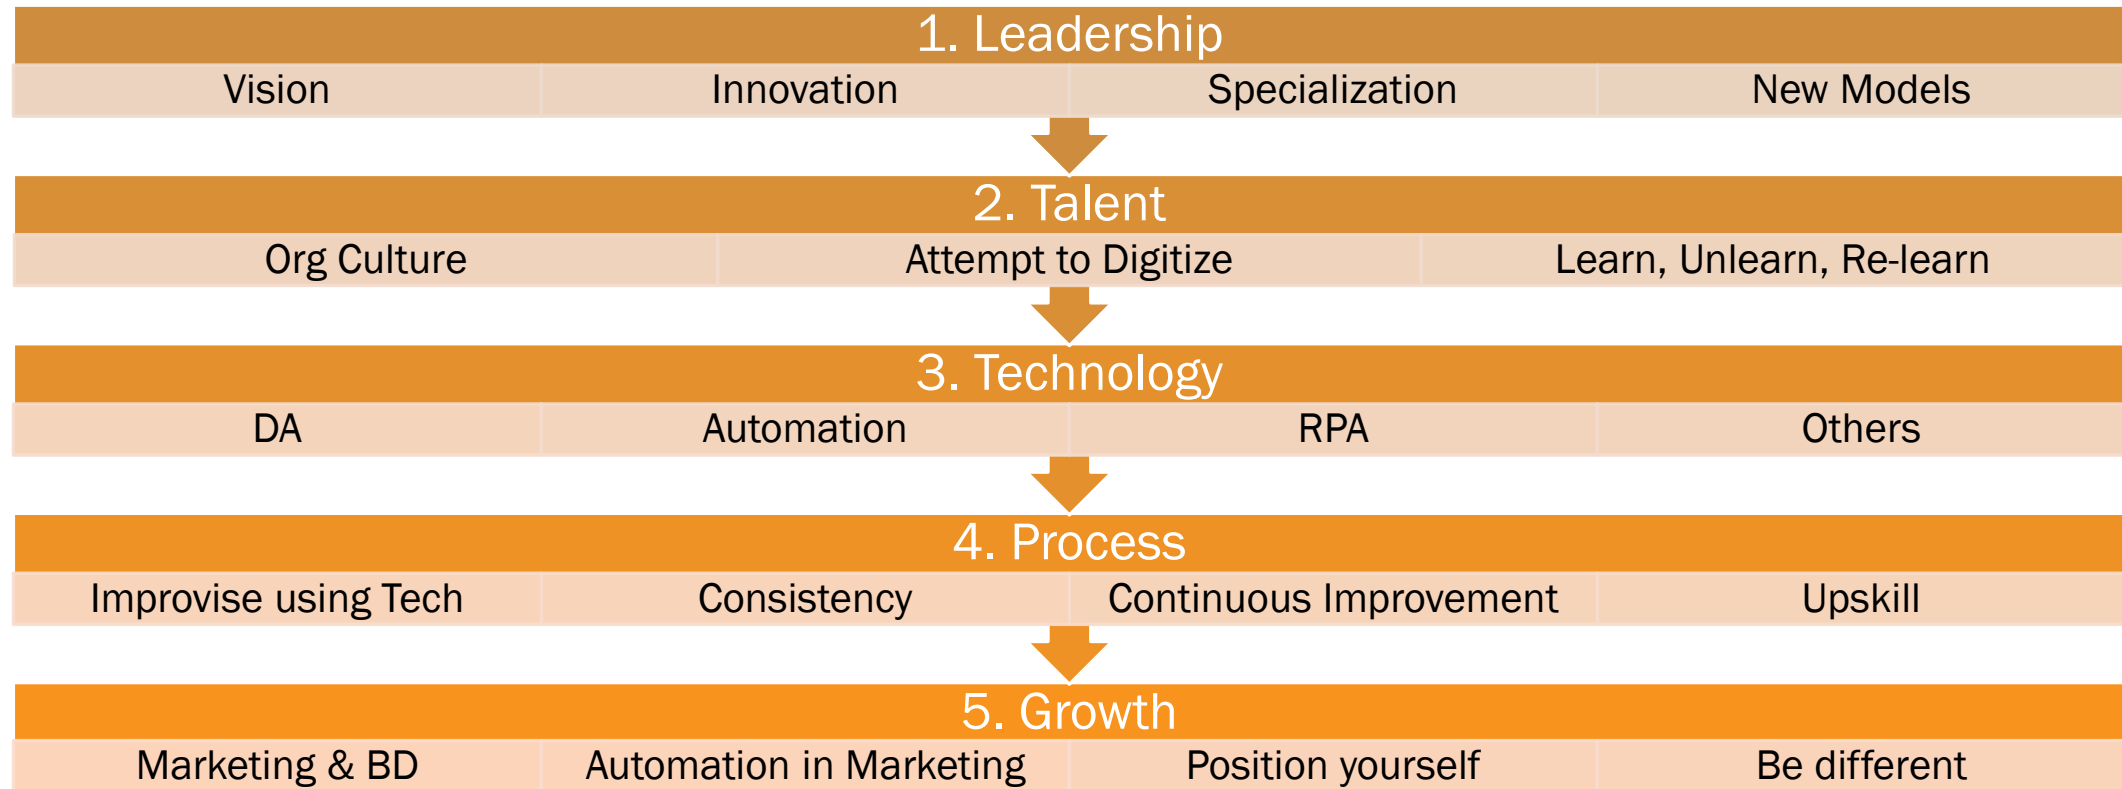 1. Leadership
Vision Innovation Specialization New Models
2. Talent
Org Culture Attempt to Digitize Learn, Unlearn, Re-learn
3. Technology
DA Automation RPA Others
4. Process
Improvise using Tech Consistency Continuous Improvement Upskill
5. Growth
Marketing & BD Automation in Marketing Position yourself Be different